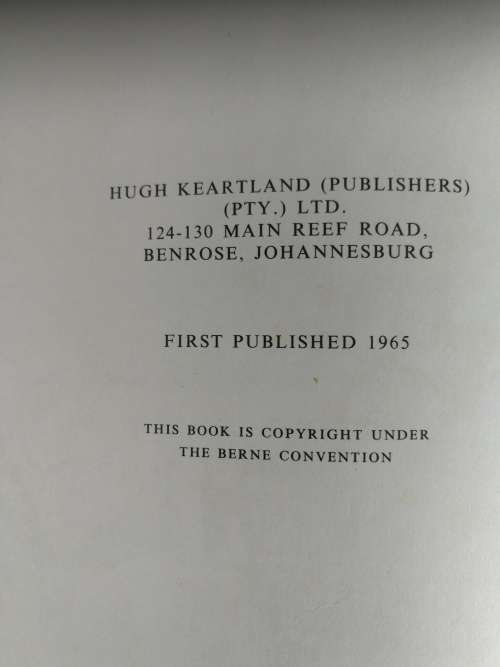 HUGH KEARTLAND (PUBLISHERS)
(PTY.) LTD.
124-130 MAIN REEF ROAD,
BENROSE, JOHANNESBURG
FIRST PUBLISHED 1965
THIS BOOK IS COPYRIGHT UNDER
THE BERNE CONVENTION